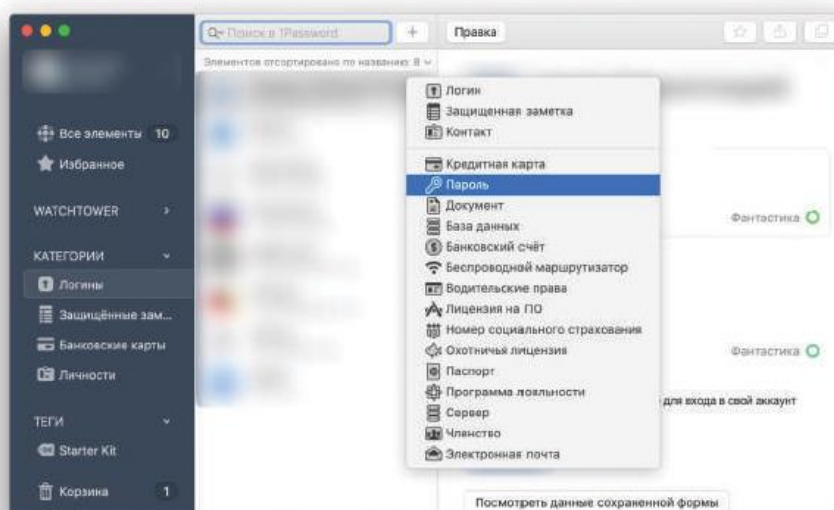 Поиск в 1Password
+
Правка
Элементов отсортировано по названию: 8
Все элементы 10
Избранное
WATCHTOWER
КАТЕГОРИИ
Логины
Защищённые зам...
Банковские карты
Личности
ТЕГИ
Starter Kit
Корзина 1
Логин
Защищенная заметка
Контакт
Кредитная карта
Пароль
Документ
База данных
Банковский счёт
Беспроводной маршрутизатор
Водительские права
Лицензия на ПО
Номер социального страхования
Охотничья лицензия
Паспорт
Программа лояльности
Сервер
Членство
Электронная почта
Фантастика
Фантастика
для входа в свой аккаунт
Посмотреть данные сохраненной формы